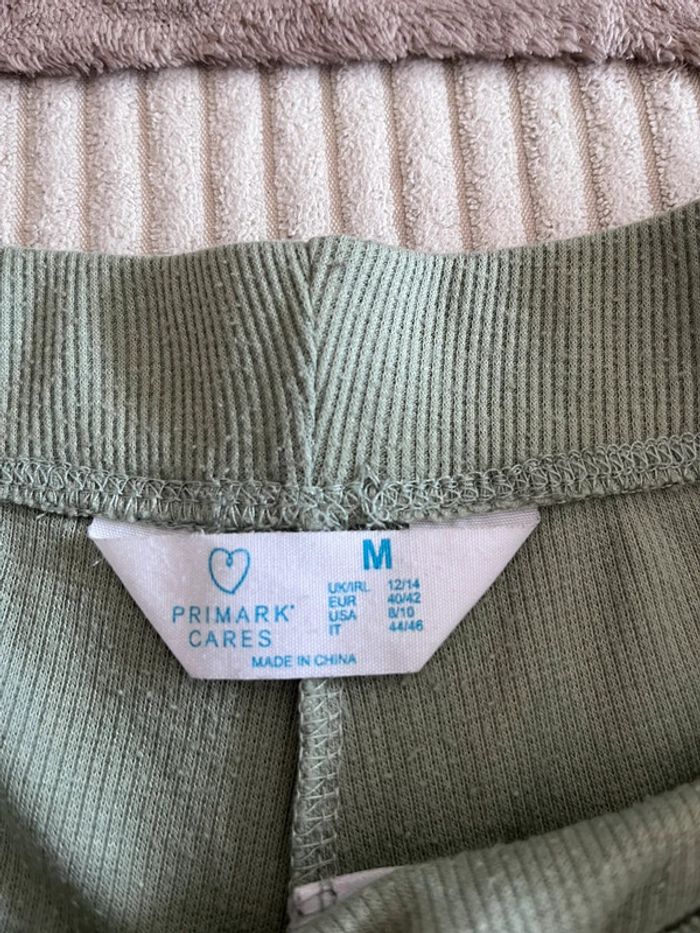 M
UK/IRL 12/14
EUR 40/42
USA 8/10
IT 44/46
PRIMARK®
CARES
MADE IN CHINA